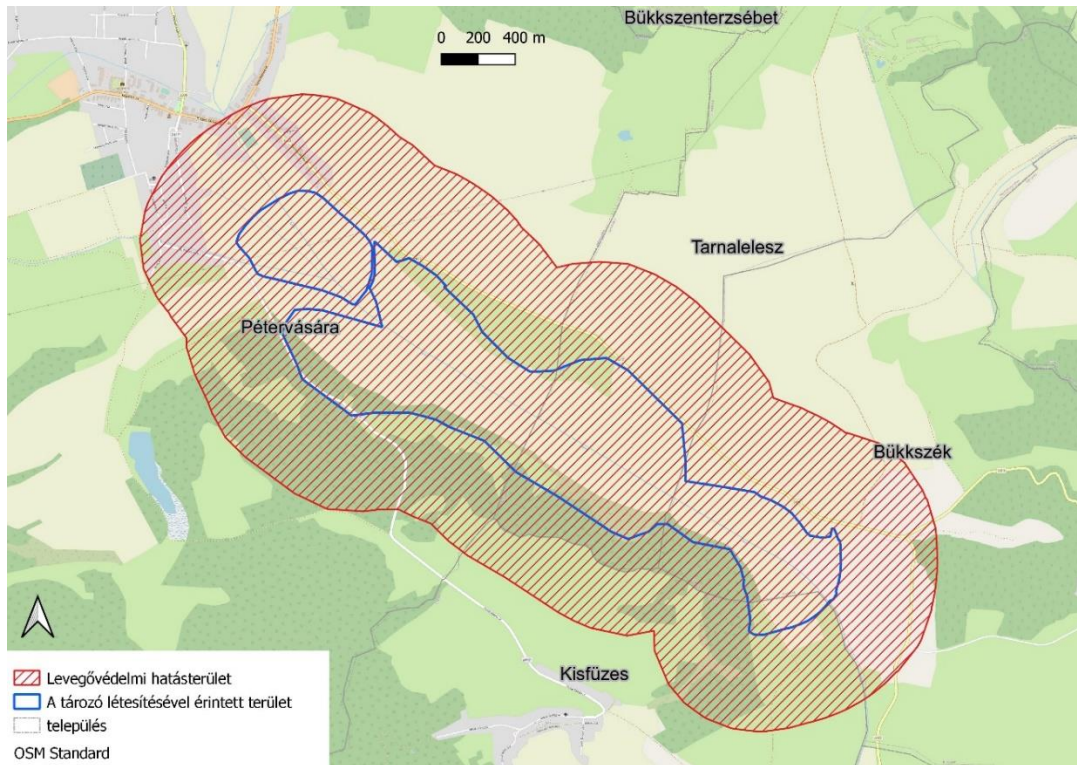 Bükkszenterzsébet
0 200 400 m
Tarnalelesz
Pétervására
Bükkszék
Kisfüzes
Levegővédelmi hatásterület
A tározó létesítésével érintett terület
település
OSM Standard